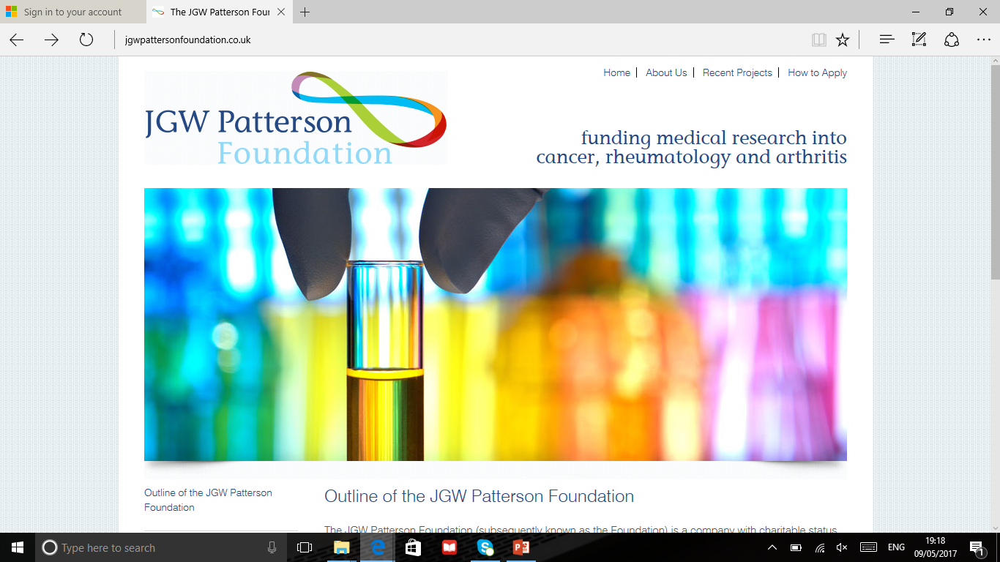 Sign in to your account
The JGW Patterson Four
jgwpattersonfoundation.co.uk
Home | About Us | Recent Projects | How to Apply
JGW Patterson
Foundation
funding medical research into
cancer, rheumatology and arthritis
Outline of the JGW Patterson
Foundation
Outline of the JGW Patterson Foundation
The JGW Patterson Foundation (subsequently known as the Foundation) is a company with charitable status
Type here to search
ENG
19:18
09/05/2017
1